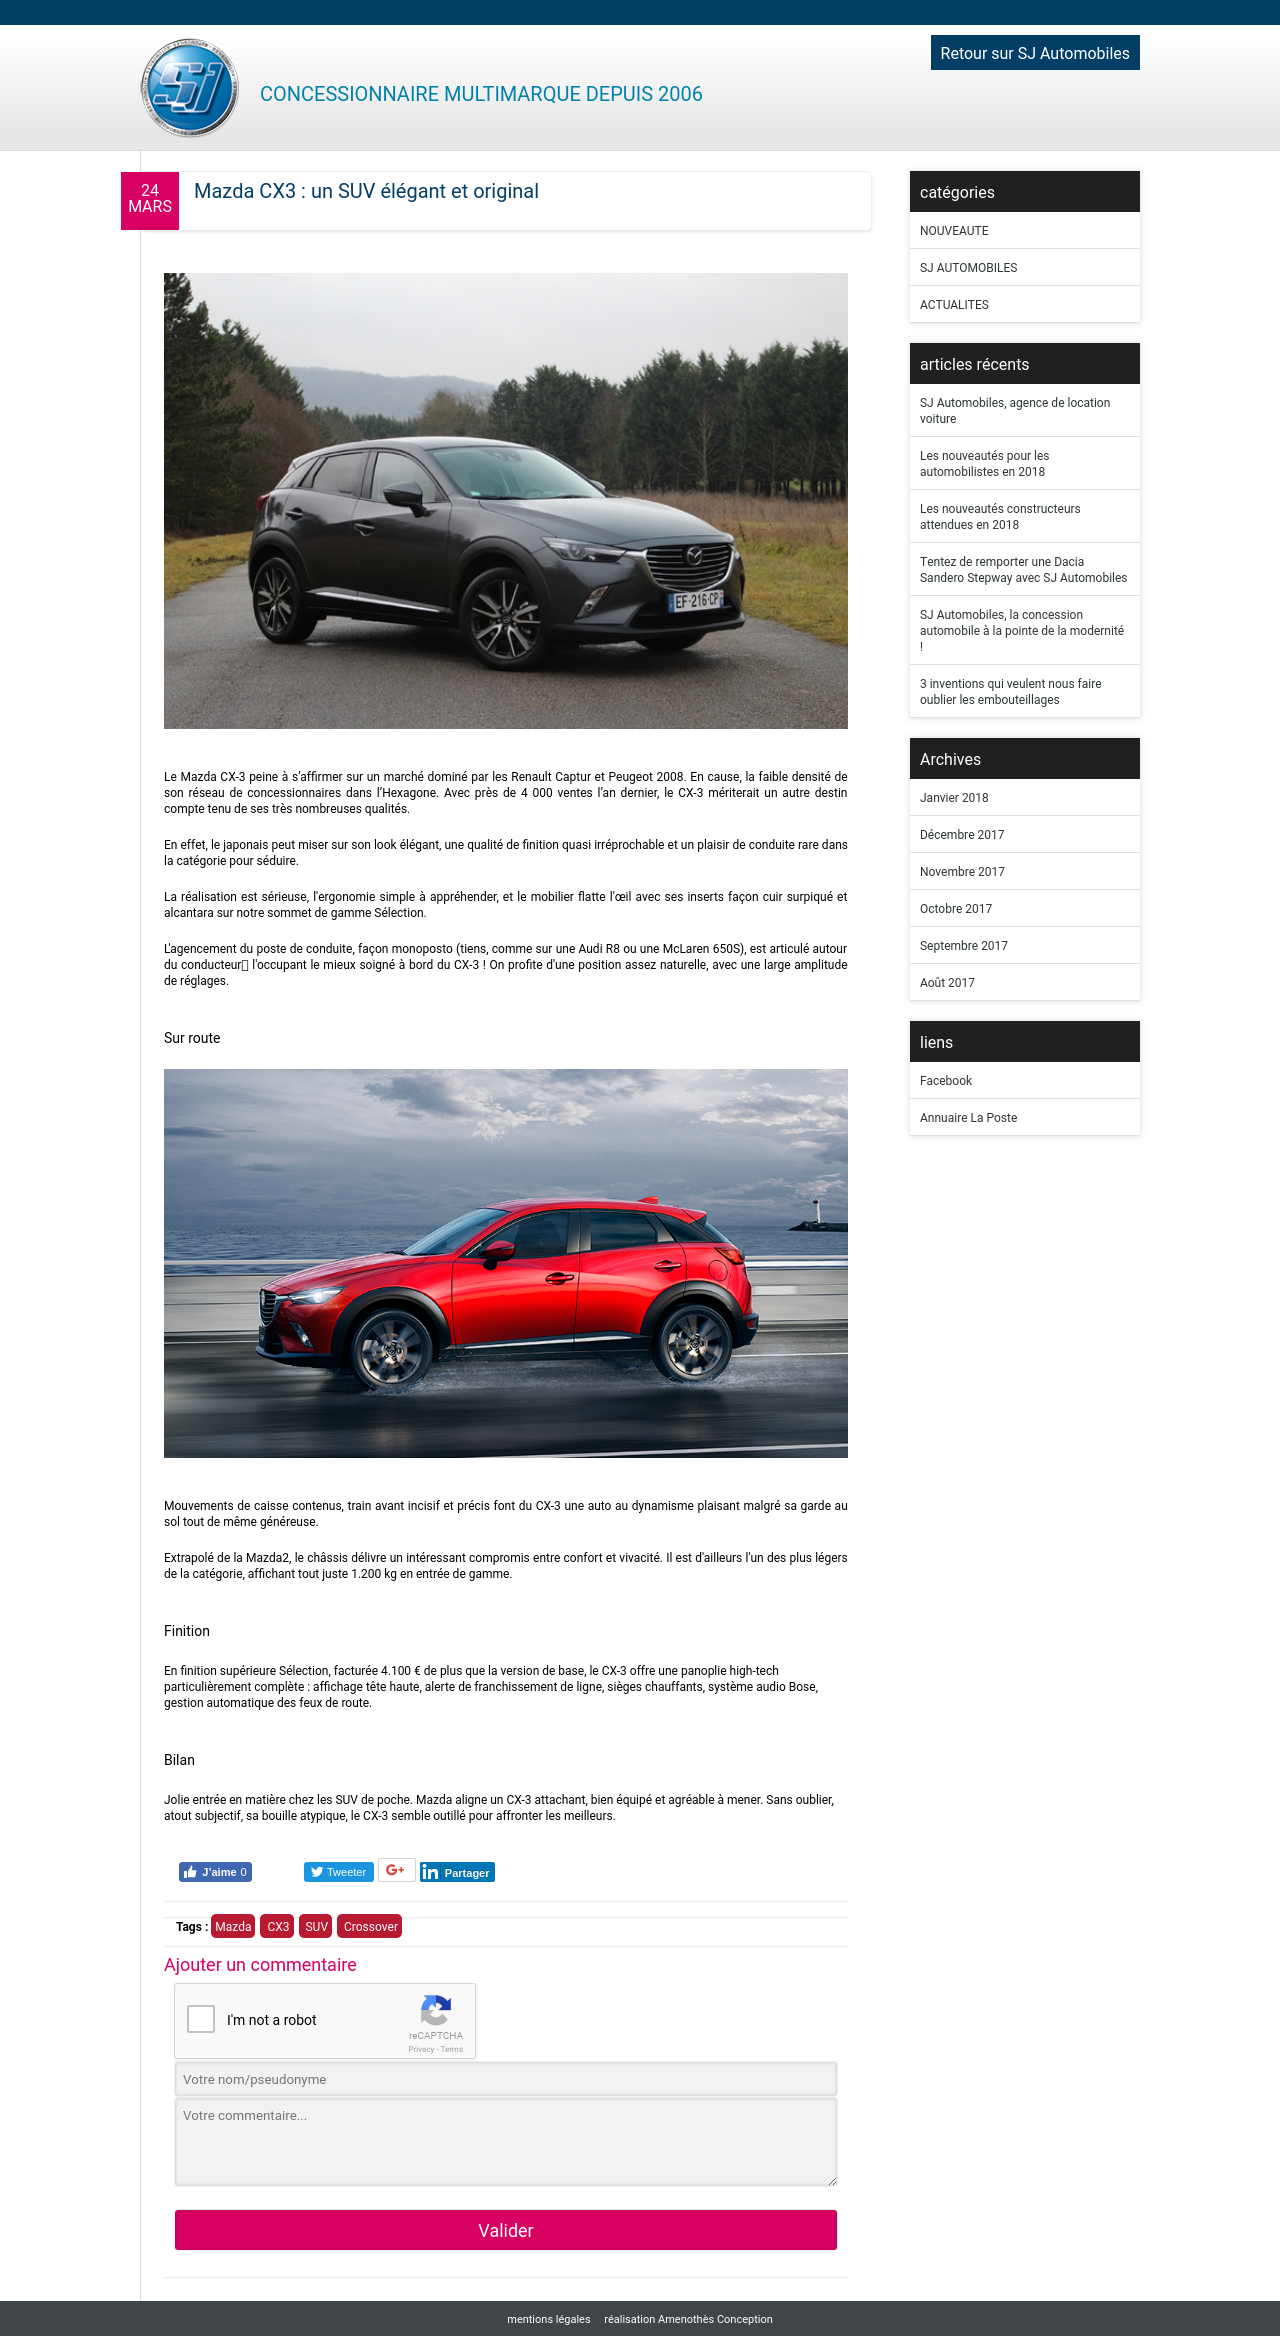 Retour sur SJ Automobiles
SJ
CONCESSIONNAIRE MULTIMARQUE DEPUIS 2006
24
MARS
Mazda CX3 : un SUV élégant et original
EF-216-CP
Le Mazda CX-3 peine à s’affirmer sur un marché dominé par les Renault Captur et Peugeot 2008. En cause, la faible densité de
son réseau de concessionnaires dans l’Hexagone. Avec près de 4 000 ventes l’an dernier, le CX-3 mériterait un autre destin
compte tenu de ses très nombreuses qualités.
En effet, le japonais peut miser sur son look élégant, une qualité de finition quasi irréprochable et un plaisir de conduite rare dans
la catégorie pour séduire.
La réalisation est sérieuse, l'ergonomie simple à appréhender, et le mobilier flatte l'œil avec ses inserts façon cuir surpiqué et
alcantara sur notre sommet de gamme Sélection.
L'agencement du poste de conduite, façon monoposto (tiens, comme sur une Audi R8 ou une McLaren 650S), est articulé autour
du conducteur l'occupant le mieux soigné à bord du CX-3 ! On profite d'une position assez naturelle, avec une large amplitude
de réglages.
Sur route
Mouvements de caisse contenus, train avant incisif et précis font du CX-3 une auto au dynamisme plaisant malgré sa garde au
sol tout de même généreuse.
Extrapolé de la Mazda2, le châssis délivre un intéressant compromis entre confort et vivacité. Il est d'ailleurs l'un des plus légers
de la catégorie, affichant tout juste 1.200 kg en entrée de gamme.
Finition
En finition supérieure Sélection, facturée 4.100 € de plus que la version de base, le CX-3 offre une panoplie high-tech
particulièrement complète : affichage tête haute, alerte de franchissement de ligne, sièges chauffants, système audio Bose,
gestion automatique des feux de route.
Bilan
Jolie entrée en matière chez les SUV de poche. Mazda aligne un CX-3 attachant, bien équipé et agréable à mener. Sans oublier,
atout subjectif, sa bouille atypique, le CX-3 semble outillé pour affronter les meilleurs.
J’aime 0
Tweeter
G+
in Partager
Tags : Mazda CX3 SUV Crossover
Ajouter un commentaire
I'm not a robot
reCAPTCHA
Privacy - Terms
Votre nom/pseudonyme
Votre commentaire...
Valider
catégories
NOUVEAUTE
SJ AUTOMOBILES
ACTUALITES
articles récents
SJ Automobiles, agence de location
voiture
Les nouveautés pour les
automobilistes en 2018
Les nouveautés constructeurs
attendues en 2018
Tentez de remporter une Dacia
Sandero Stepway avec SJ Automobiles
SJ Automobiles, la concession
automobile à la pointe de la modernité
!
3 inventions qui veulent nous faire
oublier les embouteillages
Archives
Janvier 2018
Décembre 2017
Novembre 2017
Octobre 2017
Septembre 2017
Août 2017
liens
Facebook
Annuaire La Poste
mentions légales réalisation Amenothès Conception